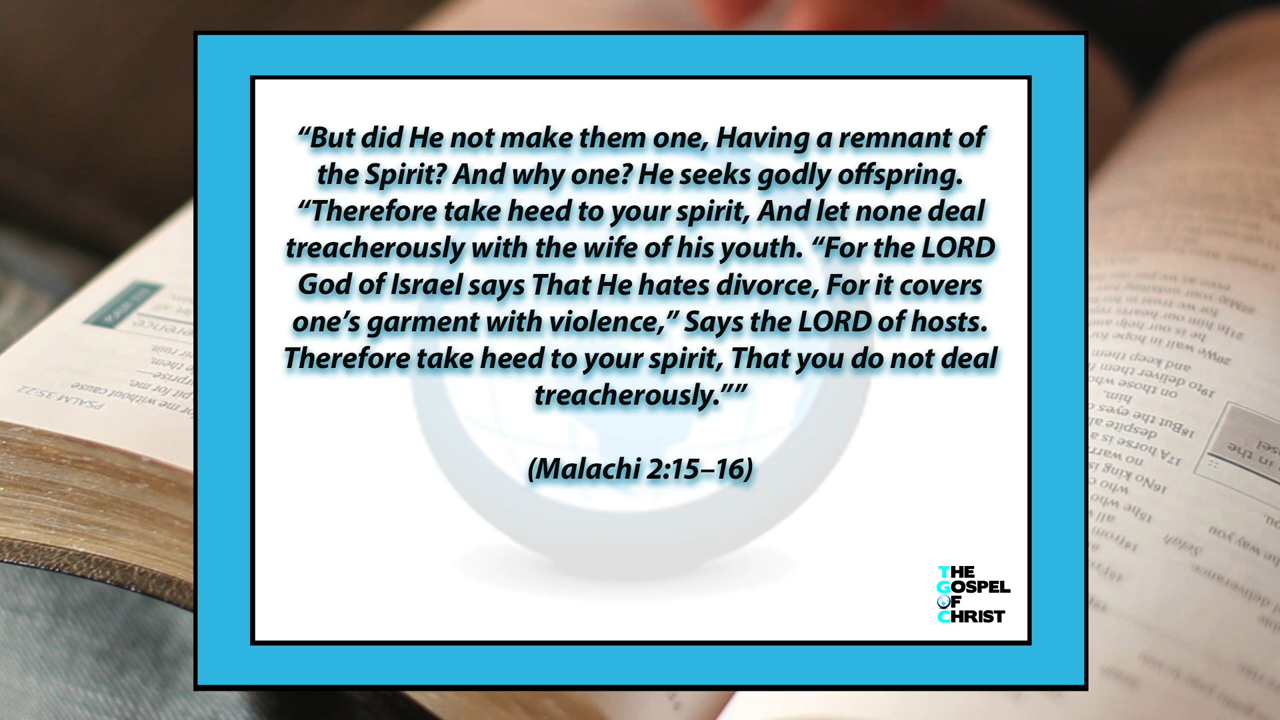 “But did He not make them one, Having a remnant of
the Spirit? And why one? He seeks godly offspring.
“Therefore take heed to your spirit, And let none deal
treacherously with the wife of his youth. “For the LORD
God of Israel says That He hates divorce, For it covers
one’s garment with violence,” Says the LORD of hosts.
Therefore take heed to your spirit, That you do not deal
treacherously.””
(Malachi 2:15–16)
THE
GOSPEL
OF
CHRIST
PSALM 35:22